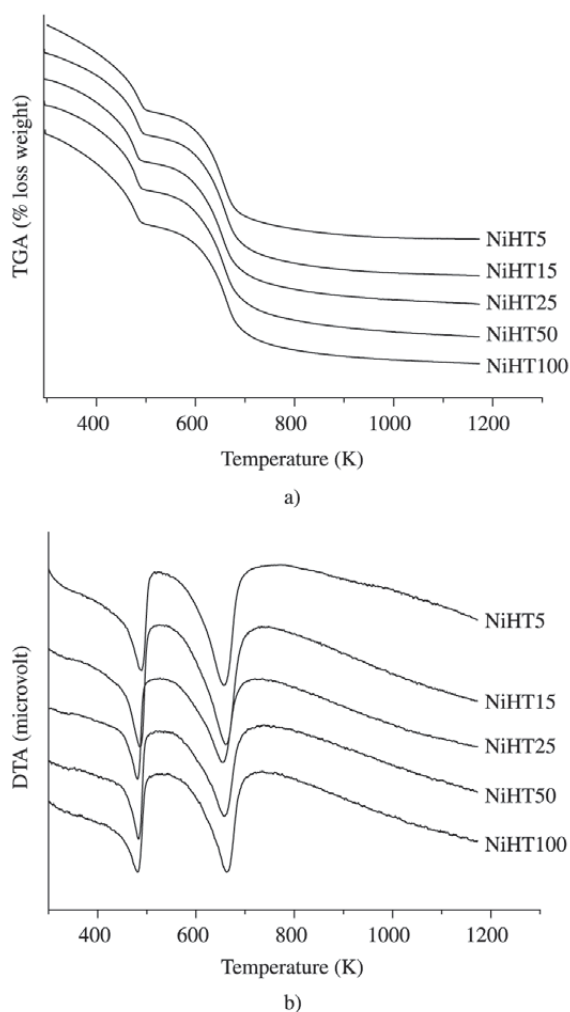 TGA (% loss weight)
NiHT5
NiHT15
NiHT25
NiHT50
NiHT100
400
600
800
1000
1200
Temperature (K)
a)
DTA (microvolt)
NiHT5
NiHT15
NiHT25
NiHT50
NiHT100
400
600
800
1000
1200
Temperature (K)
b)